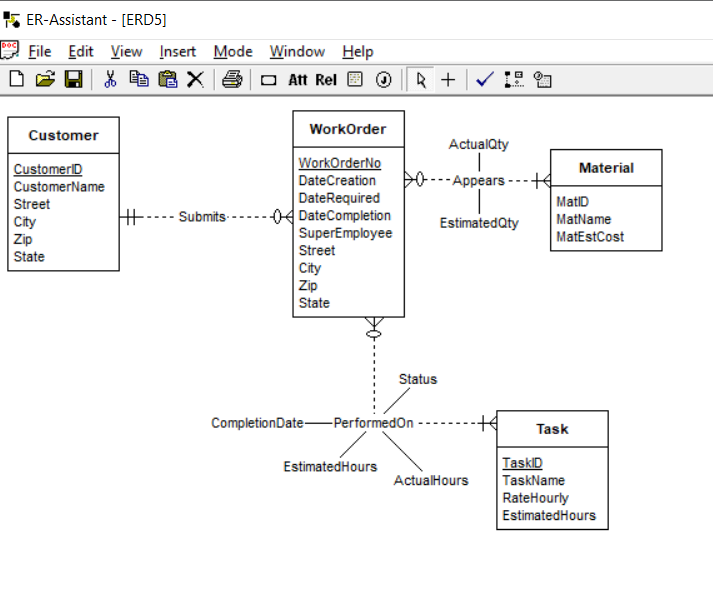 ER-Assistant - [ERD5]
DOC
File Edit View Insert Mode Window Help
Att Rel J
Customer
CustomerID
CustomerName
Street
City
Zip
State
Submits
WorkOrder
WorkOrderNo
DateCreation
DateRequired
DateCompletion
SuperEmployee
Street
City
Zip
State
ActualQty
Appears
EstimatedQty
Material
MatID
MatName
MatEstCost
Status
CompletionDate
PerformedOn
EstimatedHours
ActualHours
Task
TaskID
TaskName
RateHourly
EstimatedHours